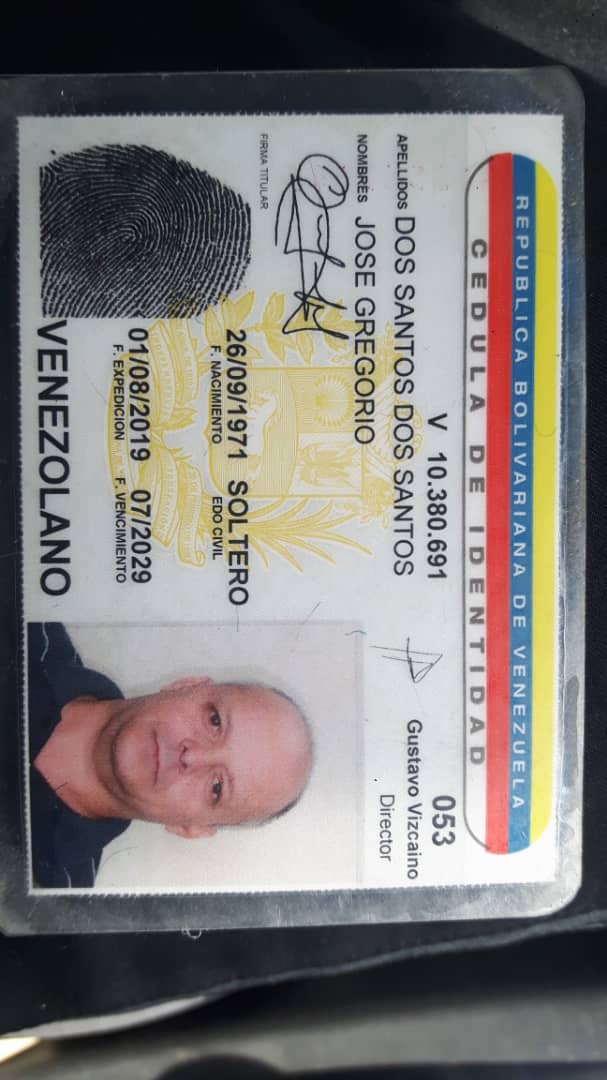 REPUBLICA BOLIVARIANA DE VENEZUELA
CEDULA DE IDENTIDAD
V 10.380.691
053
APELLIDOS DOS SANTOS DOS SANTOS
Gustavo Vizcaino
Director
NOMBRES JOSE GREGORIO
FIRMA TITULAR
26/09/1971 SOLTERO
F. NACIMIENTO EDO CIVIL
01/08/2019 07/2029
F. EXPEDICION F. VENCIMIENTO
VENEZOLANO